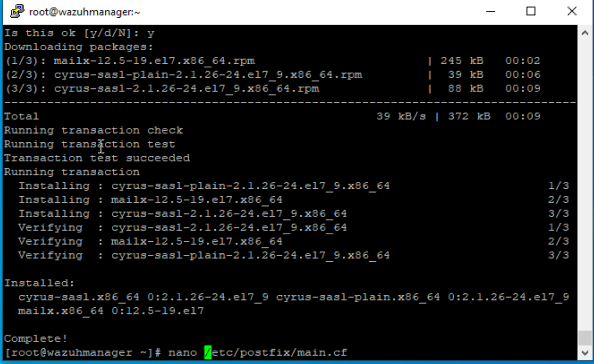 root@wazuhmanager:~
Is this ok [y/d/N]: y
Downloading packages:
(1/3): mailx-12.5-19.el7.x86_64.rpm | 245 kB 00:02
(2/3): cyrus-sasl-plain-2.1.26-24.el7_9.x86_64.rpm | 39 kB 00:06
(3/3): cyrus-sasl-2.1.26-24.el7_9.x86_64.rpm | 88 kB 00:09
--------------------------------------------------------------------------------
Total 39 kB/s | 372 kB 00:09
Running transaction check
Running transaction test
Transaction test succeeded
Running transaction
Installing : cyrus-sasl-plain-2.1.26-24.el7_9.x86_64 1/3
Installing : mailx-12.5-19.el7.x86_64 2/3
Installing : cyrus-sasl-2.1.26-24.el7_9.x86_64 3/3
Verifying : cyrus-sasl-2.1.26-24.el7_9.x86_64 1/3
Verifying : mailx-12.5-19.el7.x86_64 2/3
Verifying : cyrus-sasl-plain-2.1.26-24.el7_9.x86_64 3/3
Installed:
cyrus-sasl.x86_64 0:2.1.26-24.el7_9 cyrus-sasl-plain.x86_64 0:2.1.26-24.el7_9
mailx.x86_64 0:12.5-19.el7
Complete!
[root@wazuhmanager ~]# nano /etc/postfix/main.cf